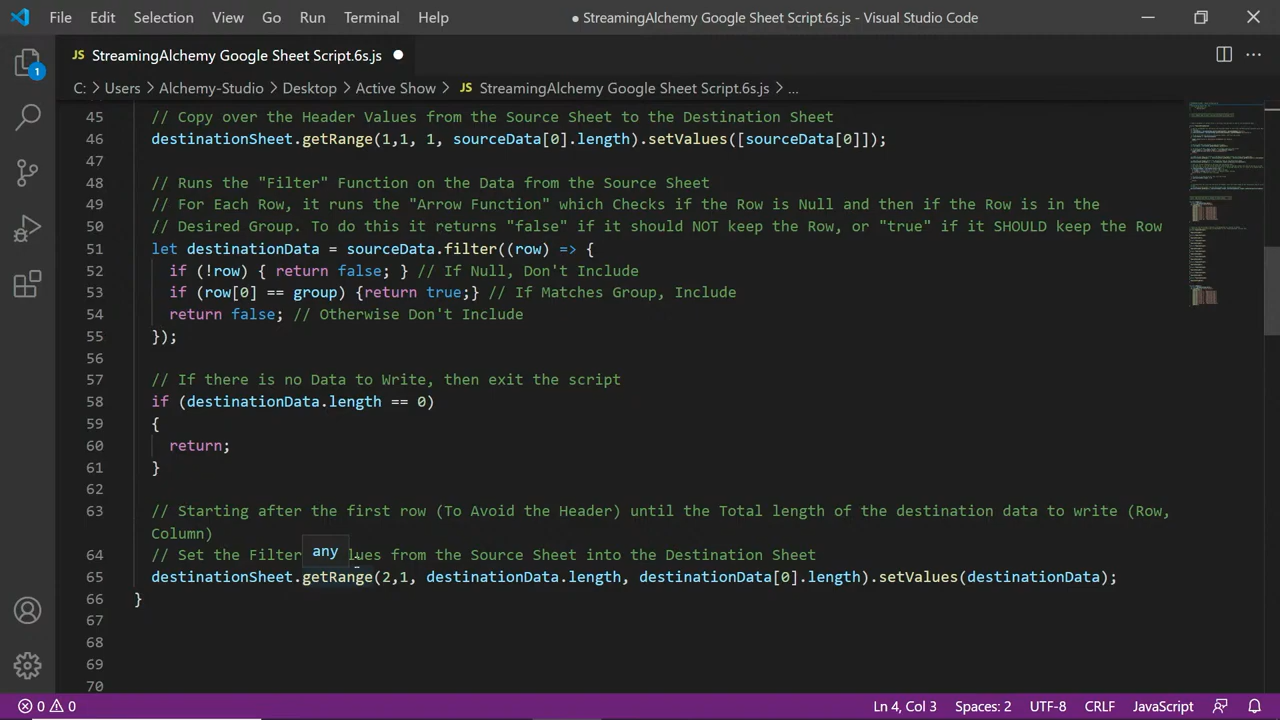 File Edit Selection View Go Run Terminal Help ● StreamingAlchemy Google Sheet Script.6s.js - Visual Studio Code
JS StreamingAlchemy Google Sheet Script.6s.js ●
1
C: > Users > Alchemy-Studio > Desktop > Active Show > JS StreamingAlchemy Google Sheet Script.6s.js > ...
45 // Copy over the Header Values from the Source Sheet to the Destination Sheet
46 destinationSheet.getRange(1,1,1, sourceData[0].length).setValues([sourceData[0]]);
47
48 // Runs the "Filter" Function on the Data from the Source Sheet
49 // For Each Row, it runs the "Arrow Function" which Checks if the Row is Null and then if the Row is in the
50 // Desired Group. To do this it returns "false" if it should NOT keep the Row, or "true" if it SHOULD keep the Row
51 let destinationData = sourceData.filter((row) => {
52 if (!row) { return false; } // If Null, Don't include
53 if (row[0] == group) {return true;} // If Matches Group, Include
54 return false; // Otherwise Don't Include
55 });
56
57 // If there is no Data to Write, then exit the script
58 if (destinationData.length == 0)
59 {
60 return;
61 }
62
63 // Starting after the first row (To Avoid the Header) until the Total length of the destination data to write (Row,
Column)
any
64 // Set the Filter lues from the Source Sheet into the Destination Sheet
65 destinationSheet.getRange(2,1, destinationData.length, destinationData[0].length).setValues(destinationData);
66 }
67
68
69
70
0 0 Ln 4, Col 3 Spaces: 2 UTF-8 CRLF JavaScript